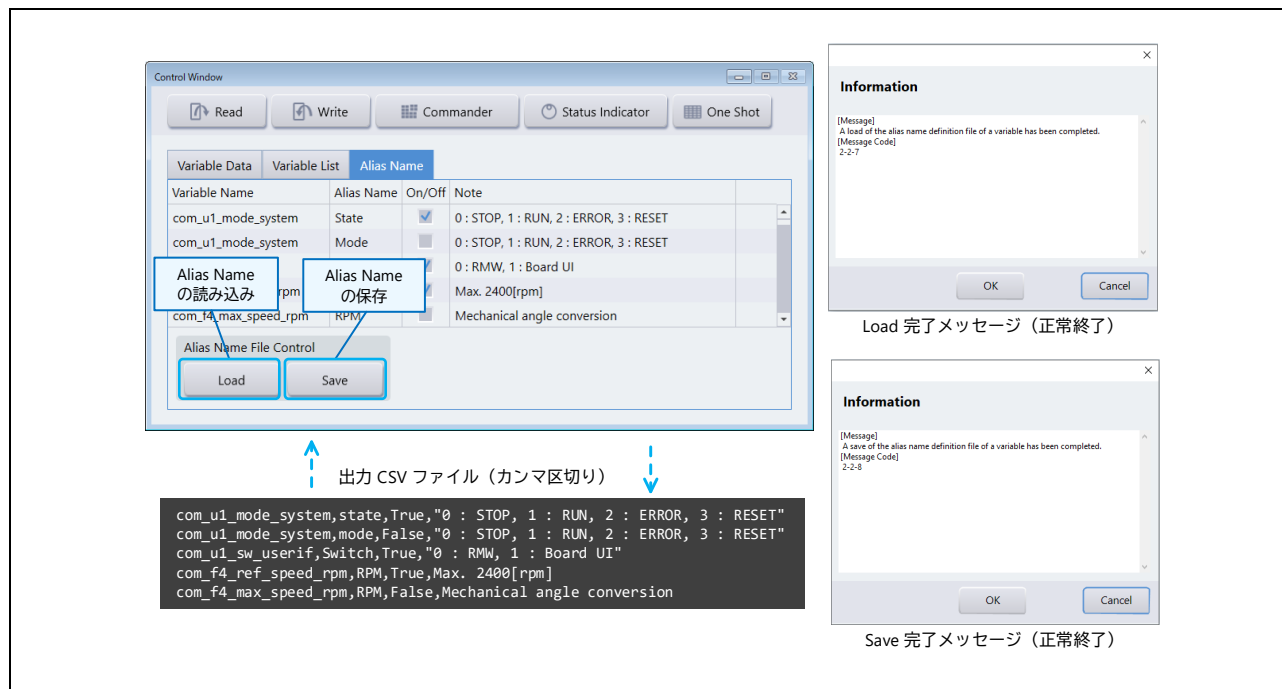 Control Window
Read Write Commander Status Indicator One Shot
Variable Data Variable List Alias Name
Variable Name Alias Name On/Off Note
com_u1_mode_system State 0 : STOP, 1 : RUN, 2 : ERROR, 3 : RESET
com_u1_mode_system Mode 0 : STOP, 1 : RUN, 2 : ERROR, 3 : RESET
0 : RMW, 1 : Board UI
rpm Max. 2400[rpm]
com_f4_max_speed_rpm RPM Mechanical angle conversion
Alias Name
の読み込み
Alias Name
の保存
Alias Name File Control
Load Save
出力 CSV ファイル（カンマ区切り）
com_u1_mode_system,state,True,"0 : STOP, 1 : RUN, 2 : ERROR, 3 : RESET"
com_u1_mode_system,mode,False,"0 : STOP, 1 : RUN, 2 : ERROR, 3 : RESET"
com_u1_sw_userif,Switch,True,"0 : RMW, 1 : Board UI"
com_f4_ref_speed_rpm,RPM,True,Max. 2400[rpm]
com_f4_max_speed_rpm,RPM,False,Mechanical angle conversion
Information
[Message]
A load of the alias name definition file of a variable has been completed.
[Message Code]
2-2-7
OK Cancel
Load 完了メッセージ（正常終了）
Information
[Message]
A save of the alias name definition file of a variable has been completed.
[Message Code]
2-2-8
OK Cancel
Save 完了メッセージ（正常終了）